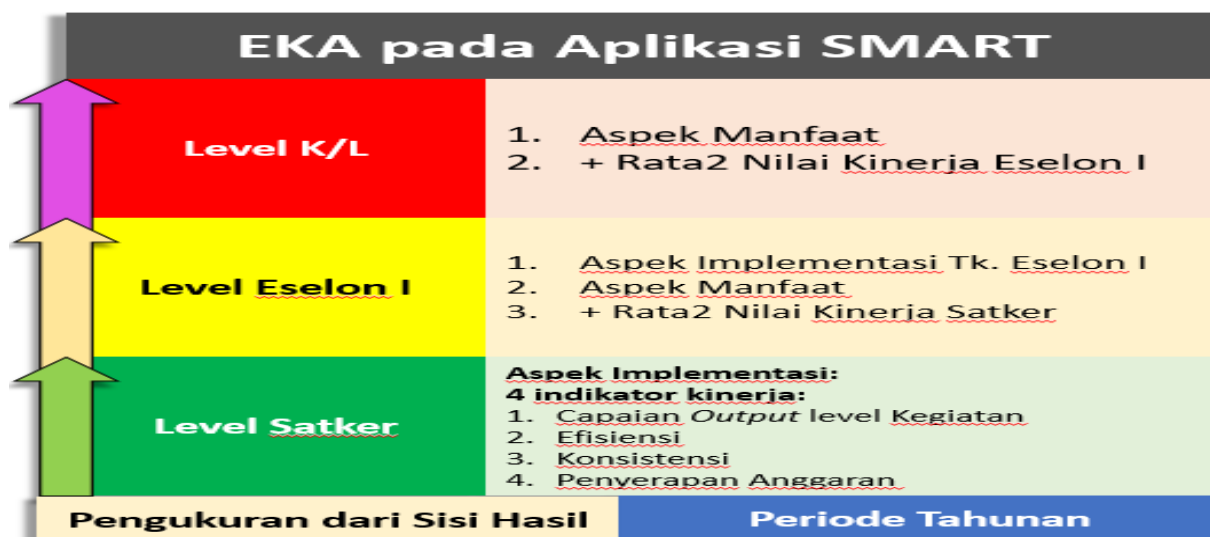 EKA pada Aplikasi SMART
Level K/L
1. Aspek Manfaat
2. + Rata2 Nilai Kinerja Eselon I
Level Eselon I
1. Aspek Implementasi Tk. Eselon I
2. Aspek Manfaat
3. + Rata2 Nilai Kinerja Satker
Level Satker
Aspek Implementasi:
4 indikator kinerja:
1. Capaian Output level Kegiatan
2. Efisiensi
3. Konsistensi
4. Penyerapan Anggaran
Pengukuran dari Sisi Hasil
Periode Tahunan